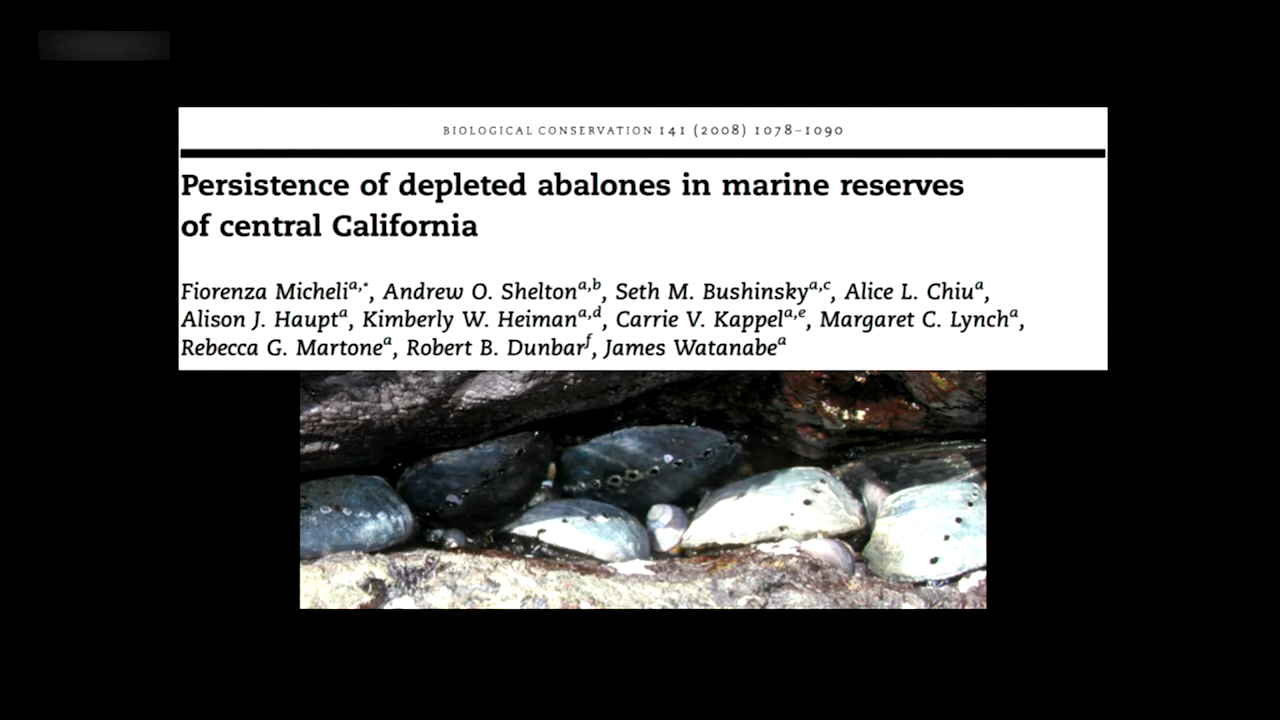 BIOLOGICAL CONSERVATION 141 (2008) 1078–1090
Persistence of depleted abalones in marine reserves
of central California
Fiorenza Micheli a,*, Andrew O. Shelton a,b, Seth M. Bushinsky a,c, Alice L. Chiu a,
Alison J. Haupt a, Kimberly W. Heiman a,d, Carrie V. Kappel a,e, Margaret C. Lynch a,
Rebecca G. Martone a, Robert B. Dunbar f, James Watanabe a